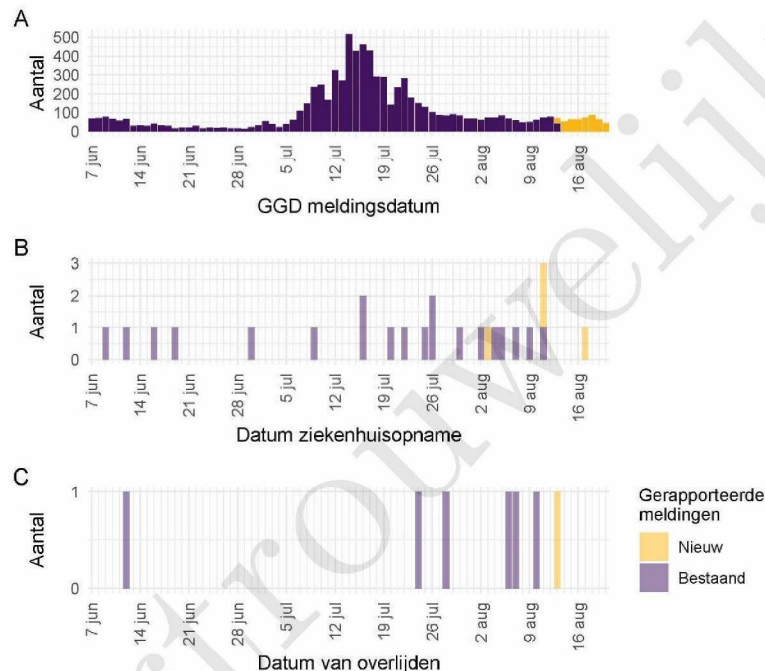 A
500
400
300
200
100
0
Aantal
7 jun
14 jun
21 jun
28 jun
5 jul
12 jul
19 jul
26 jul
2 aug
9 aug
16 aug
GGD meldingsdatum
B
3
2
1
0
Aantal
7 jun
14 jun
21 jun
28 jun
5 jul
12 jul
19 jul
26 jul
2 aug
9 aug
16 aug
Datum ziekenhuisopname
C
1
0
Aantal
7 jun
14 jun
21 jun
28 jun
5 jul
12 jul
19 jul
26 jul
2 aug
9 aug
16 aug
Datum van overlijden
Gerapporteerde
meldingen
Nieuw
Bestaand
trouwelij